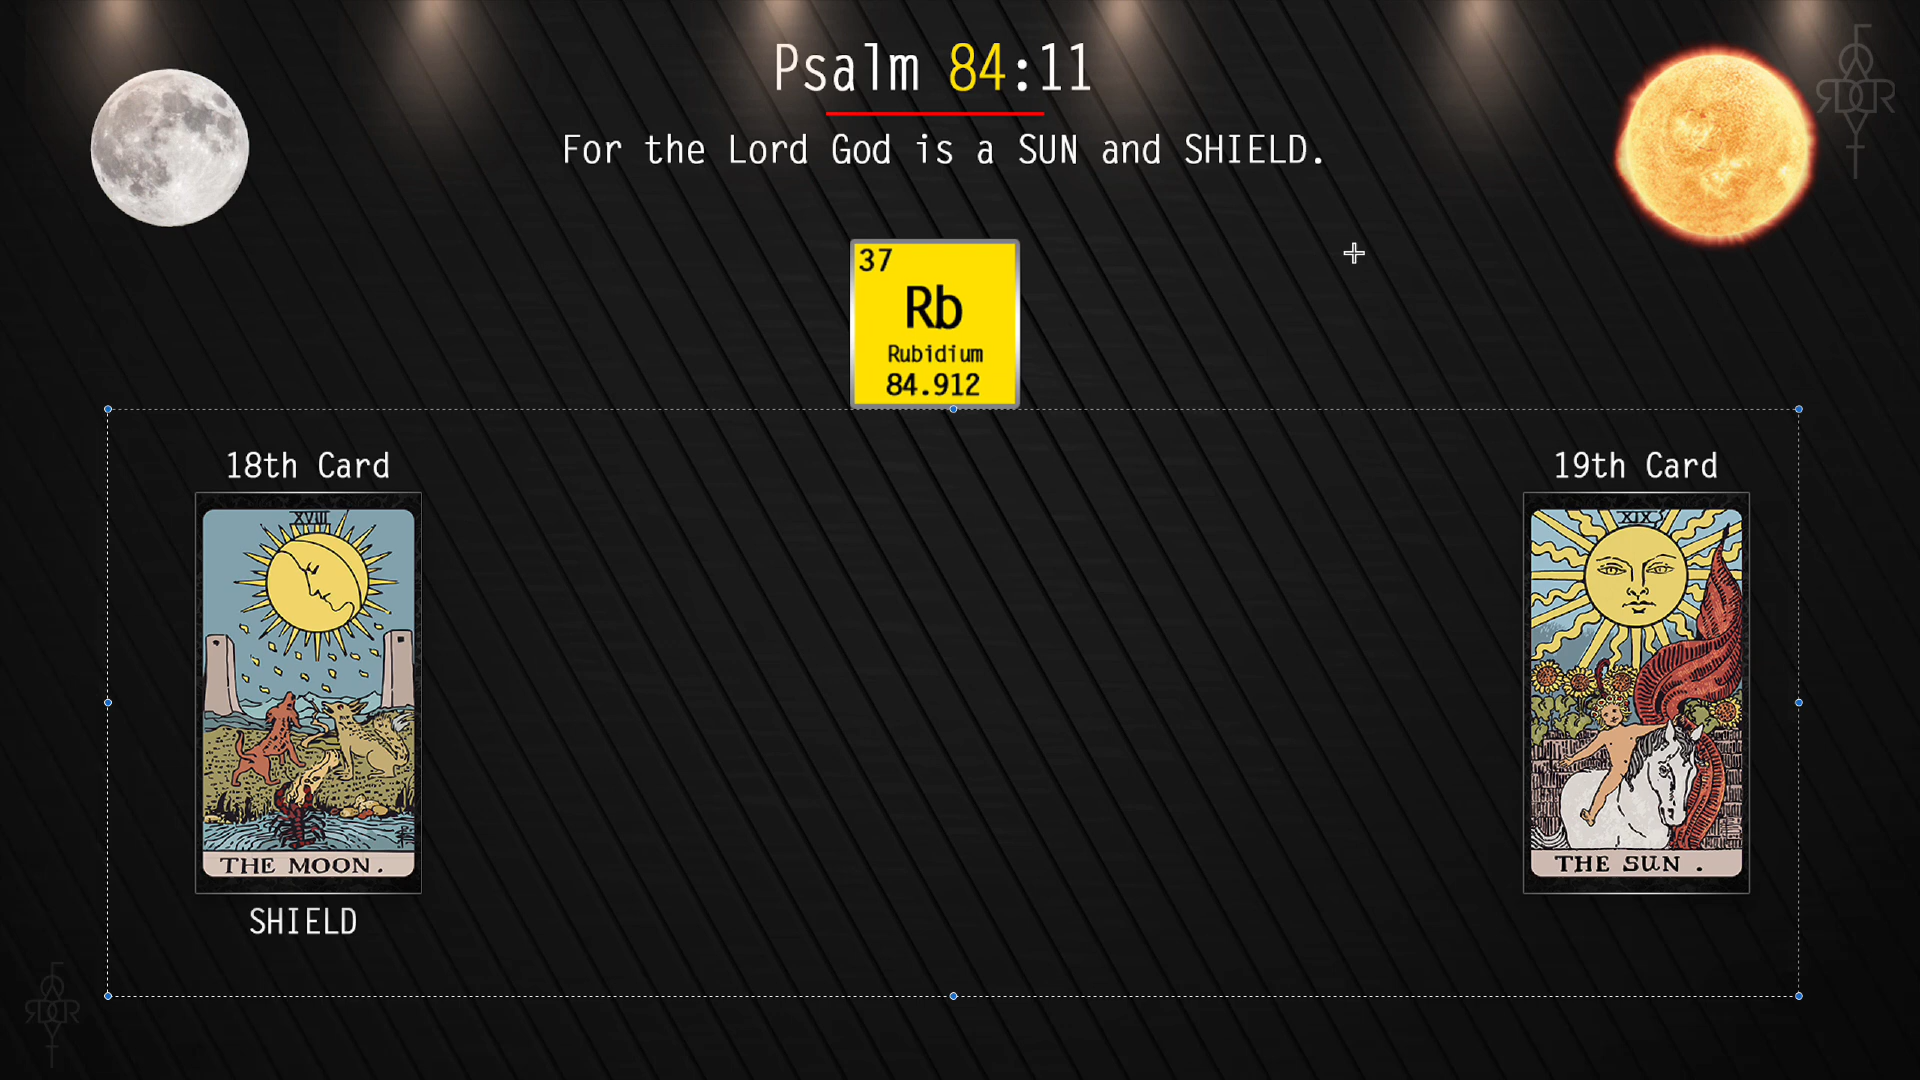 Psalm 84:11
For the Lord God is a SUN and SHIELD.
37
Rb
Rubidium
84.912
18th Card
XVIII
THE MOON.
SHIELD
19th Card
XIX
THE SUN .